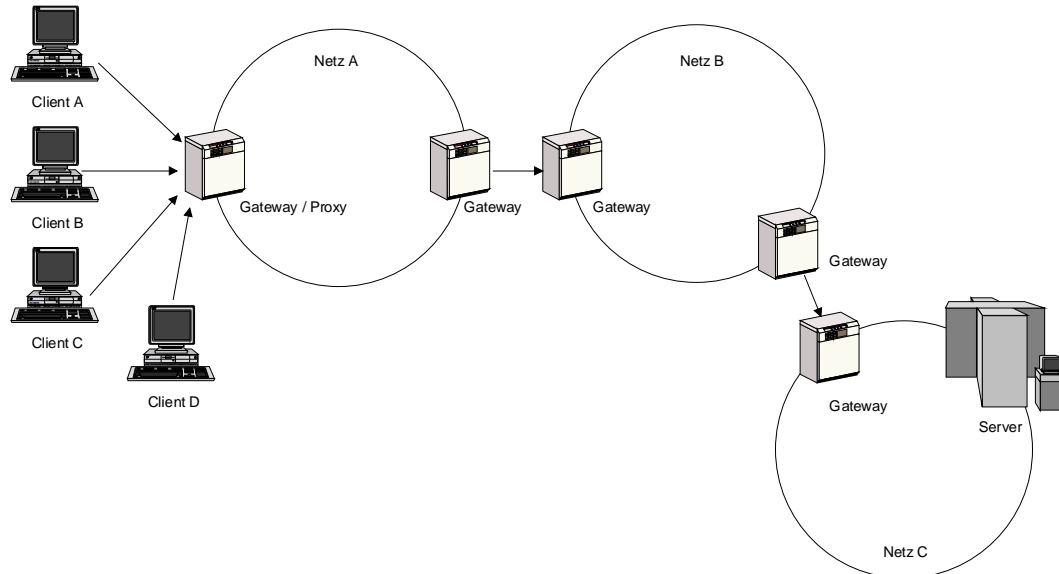 Client A
Client B
Client C
Client D
Netz A
Gateway / Proxy
Gateway
Netz B
Gateway
Gateway
Gateway
Server
Netz C